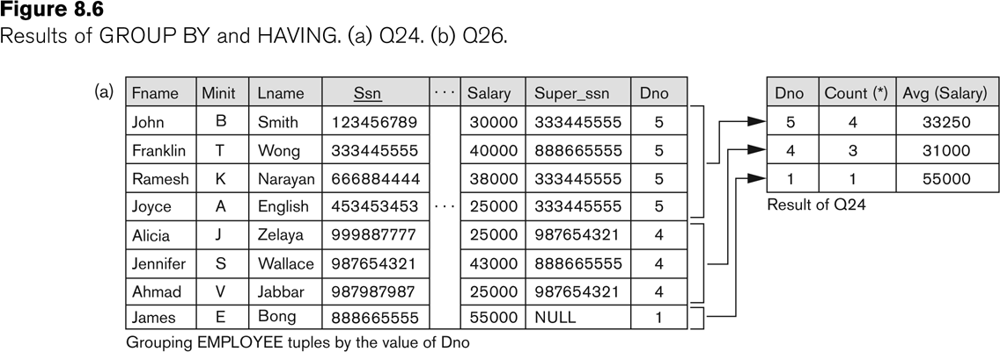 Figure 8.6
Results of GROUP BY and HAVING. (a) Q24. (b) Q26.
(a)
Fname Minit Lname Ssn · · · Salary Super_ssn Dno
John B Smith 123456789 30000 333445555 5
Franklin T Wong 333445555 40000 888665555 5
Ramesh K Narayan 666884444 38000 333445555 5
Joyce A English 453453453 · · · 25000 333445555 5
Alicia J Zelaya 999887777 25000 987654321 4
Jennifer S Wallace 987654321 43000 888665555 4
Ahmad V Jabbar 987987987 25000 987654321 4
James E Bong 888665555 55000 NULL 1
Grouping EMPLOYEE tuples by the value of Dno
Dno Count (*) Avg (Salary)
5 4 33250
4 3 31000
1 1 55000
Result of Q24